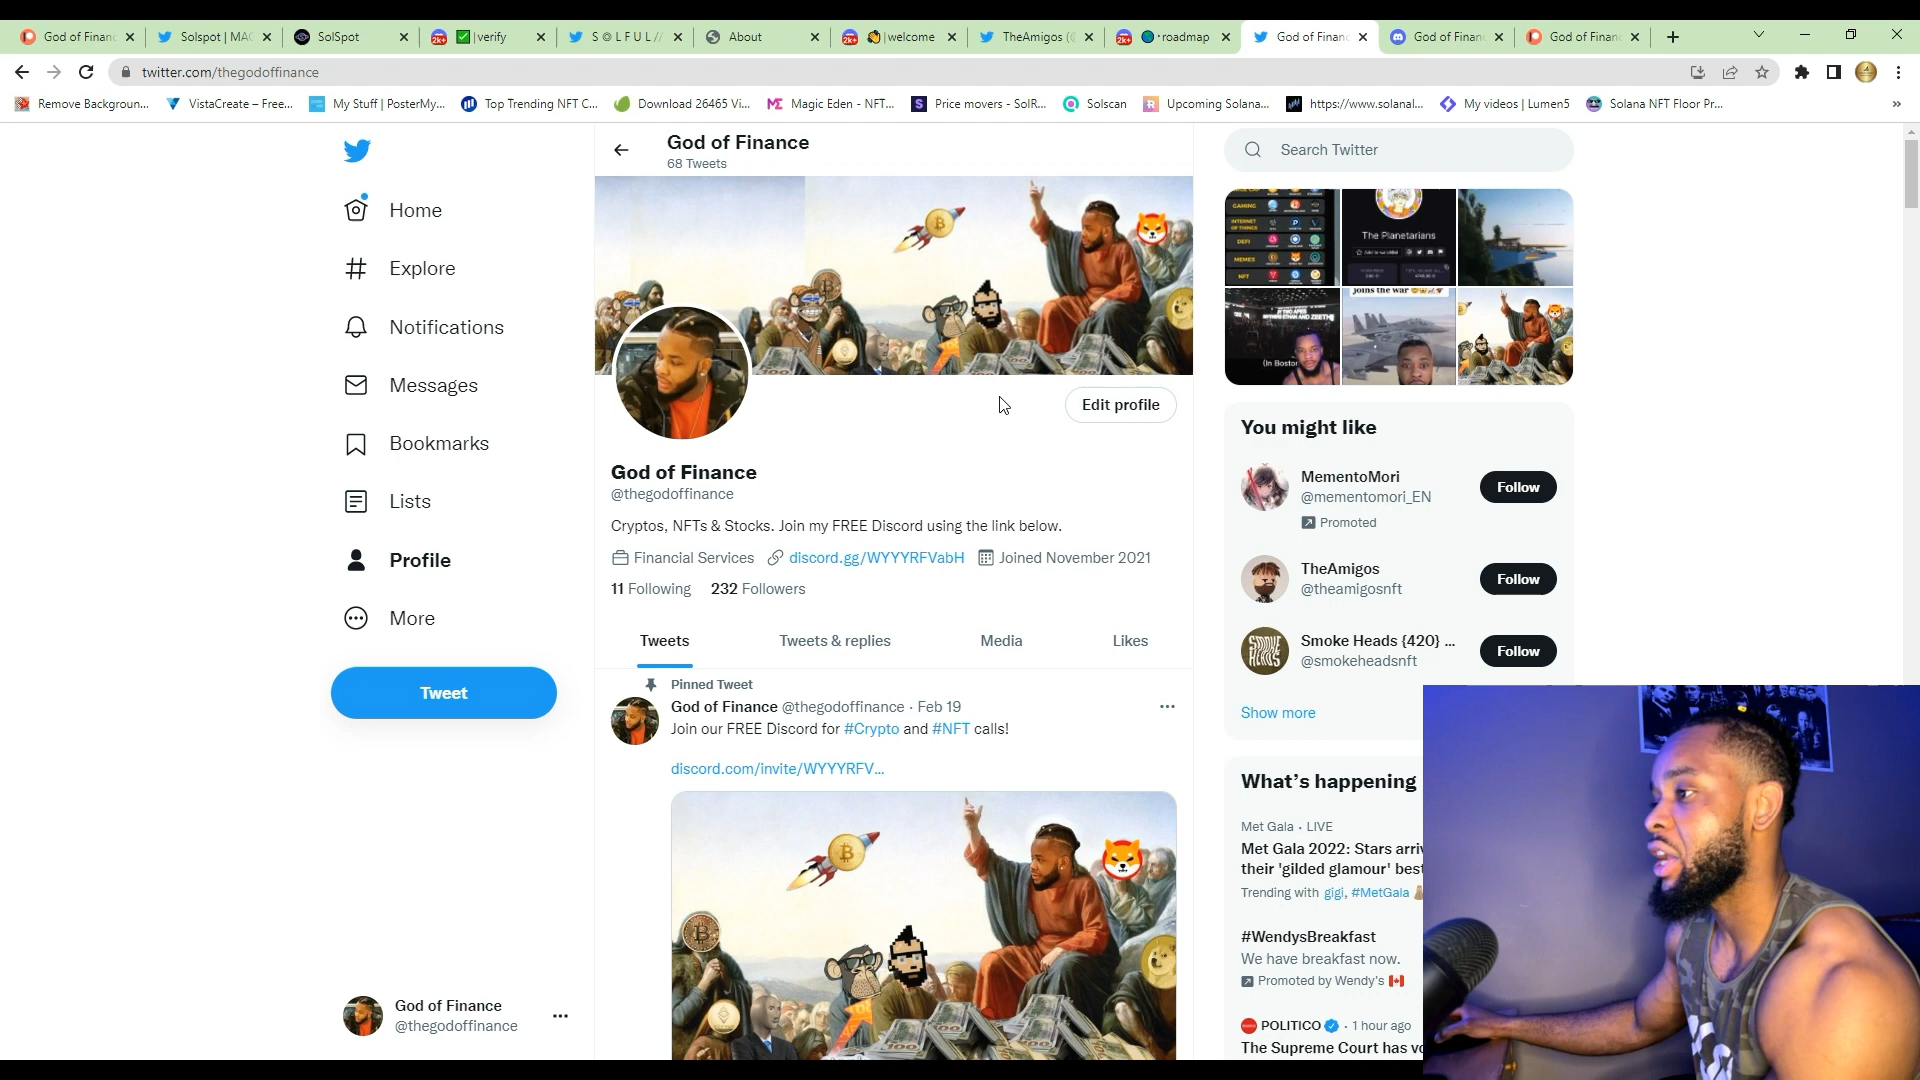 God of Financ
Solspot | MAG
SolSpot
2k+ ✅ | verify
S ◎ L F U L //
About
2k+ 👋 | welcome
TheAmigos (
2k+ 🌎・roadmap
God of Financ
God of Financ
God of Financ
twitter.com/thegodoffinance
Remove Backgroun...
VistaCreate – Free...
My Stuff | PosterMy...
Top Trending NFT C...
Download 26465 Vi...
Magic Eden - NFT...
Price movers - SolR...
Solscan
Upcoming Solana...
https://www.solanal...
My videos | Lumen5
Solana NFT Floor Pr...
Home
Explore
Notifications
Messages
Bookmarks
Lists
Profile
More
Tweet
God of Finance
@thegodoffinance
God of Finance
68 Tweets
Edit profile
God of Finance
@thegodoffinance
Cryptos, NFTs & Stocks. Join my FREE Discord using the link below.
Financial Services discord.gg/WYYYRFVabH Joined November 2021
11 Following 232 Followers
Tweets Tweets & replies Media Likes
Pinned Tweet
God of Finance @thegodoffinance · Feb 19
Join our FREE Discord for #Crypto and #NFT calls!
discord.com/invite/WYYYRFV...
Search Twitter
GAMING
INTERNET
OF THINGS
DEFI
MEMES
NFT
The Planetarians
(In Boston
joins the war
You might like
MementoMori
@mementomori_EN
Promoted
Follow
TheAmigos
@theamigosnft
Follow
Smoke Heads {420} ...
@smokeheadsnft
Follow
Show more
What's happening
Met Gala · LIVE
Met Gala 2022: Stars arriv
their 'gilded glamour' best
Trending with gigi, #MetGala
#WendysBreakfast
We have breakfast now.
Promoted by Wendy's
POLITICO · 1 hour ago
The Supreme Court has vo